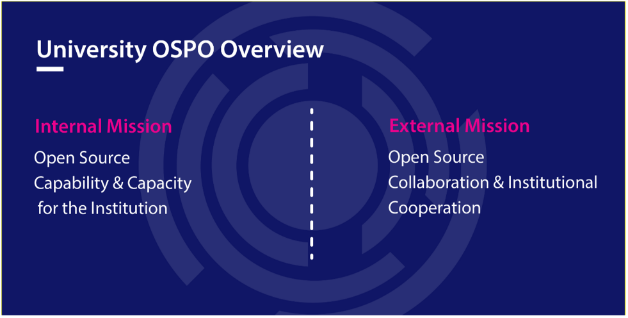 University OSPO Overview
Internal Mission
Open Source
Capability & Capacity
for the Institution
External Mission
Open Source
Collaboration & Institutional
Cooperation